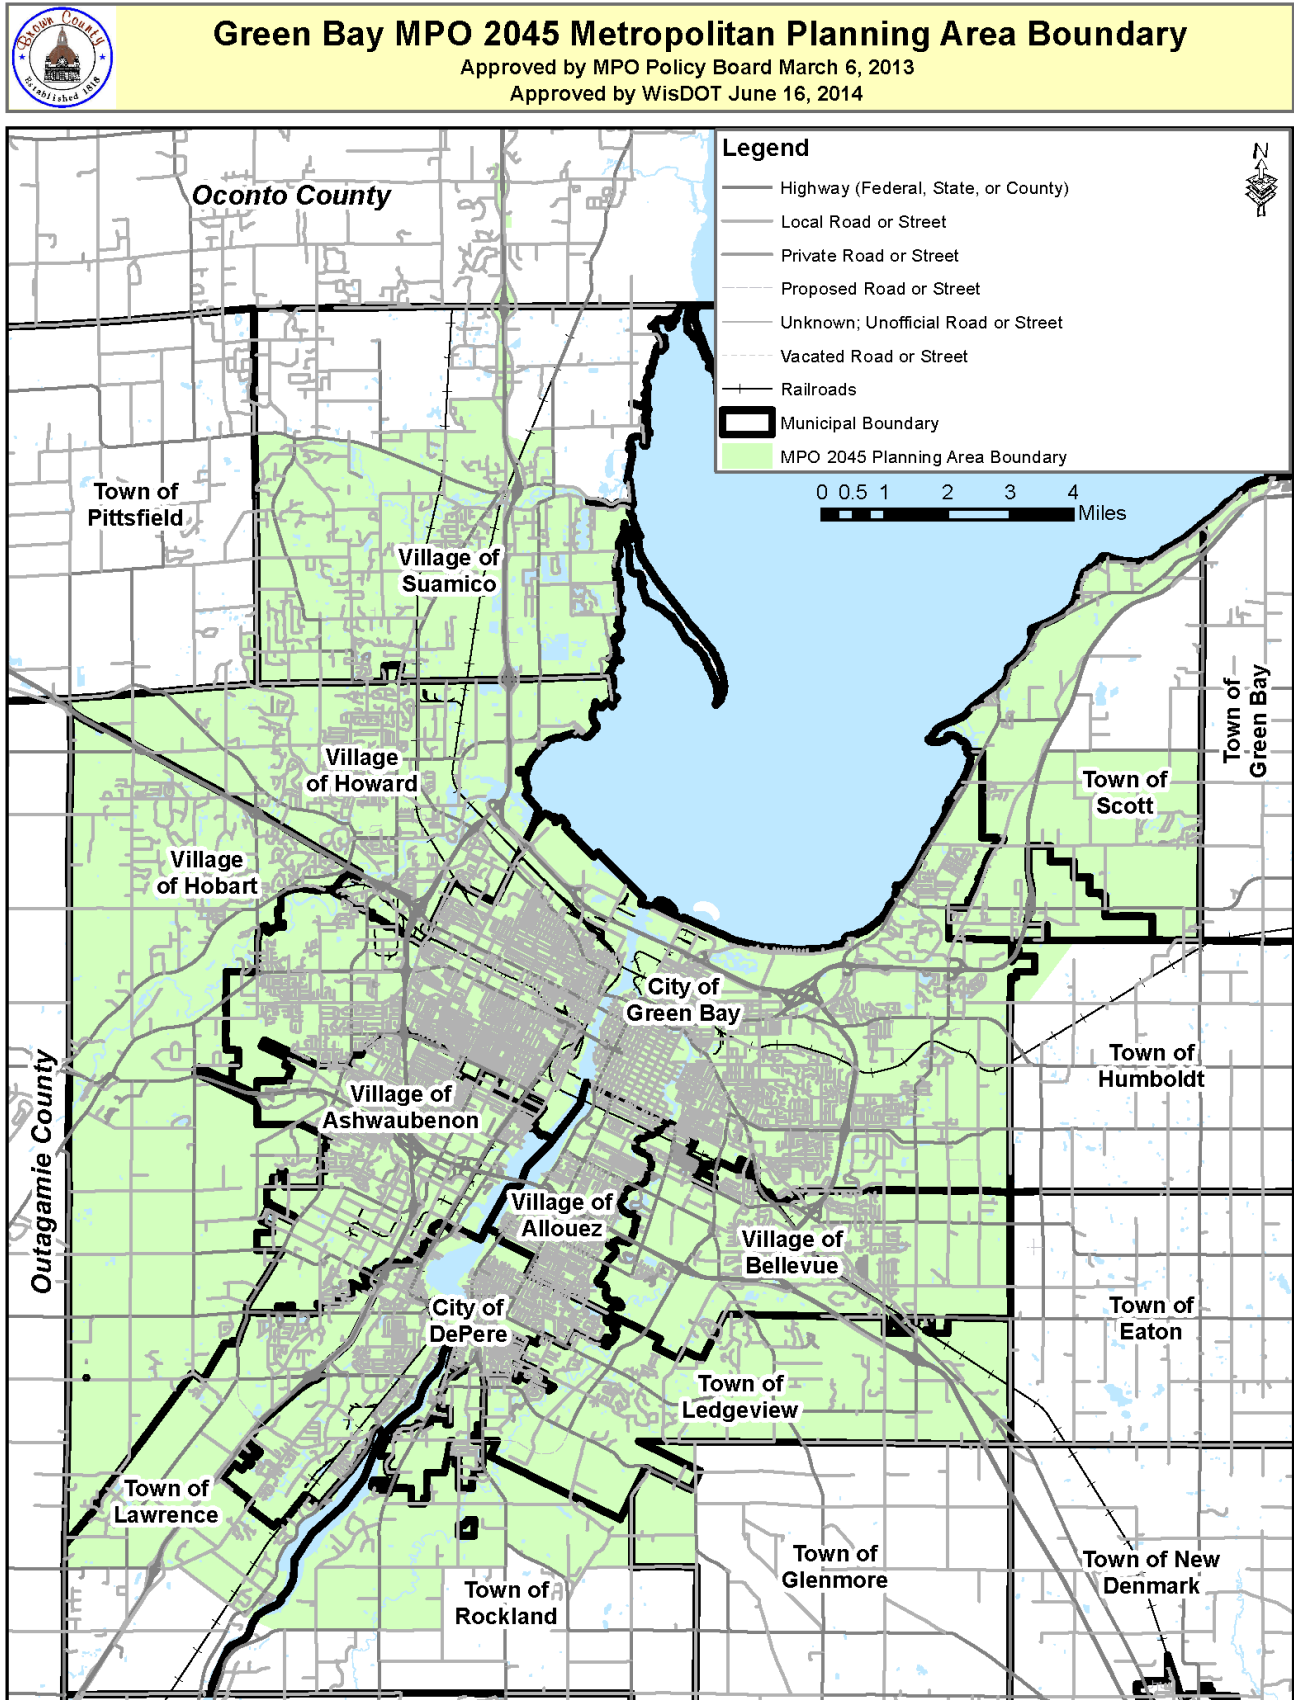 Green Bay MPO 2045 Metropolitan Planning Area Boundary
Approved by MPO Policy Board March 6, 2013
Approved by WisDOT June 16, 2014
Brown County
Established 1818
Legend
N
Highway (Federal, State, or County)
Local Road or Street
Private Road or Street
Proposed Road or Street
Unknown; Unofficial Road or Street
Vacated Road or Street
Railroads
Municipal Boundary
MPO 2045 Planning Area Boundary
0 0.5 1 2 3 4
Miles
Oconto County
Town of
Pittsfield
Village of
Suamico
Town of
Green Bay
Village
of Howard
Town of
Scott
Village
of Hobart
City of
Green Bay
Town of
Humboldt
Village of
Ashwaubenon
Outagamie County
Village of
Allouez
Village of
Bellevue
City of
DePere
Town of
Eaton
Town of
Ledgeview
Town of
Lawrence
Town of
Rockland
Town of
Glenmore
Town of New
Denmark